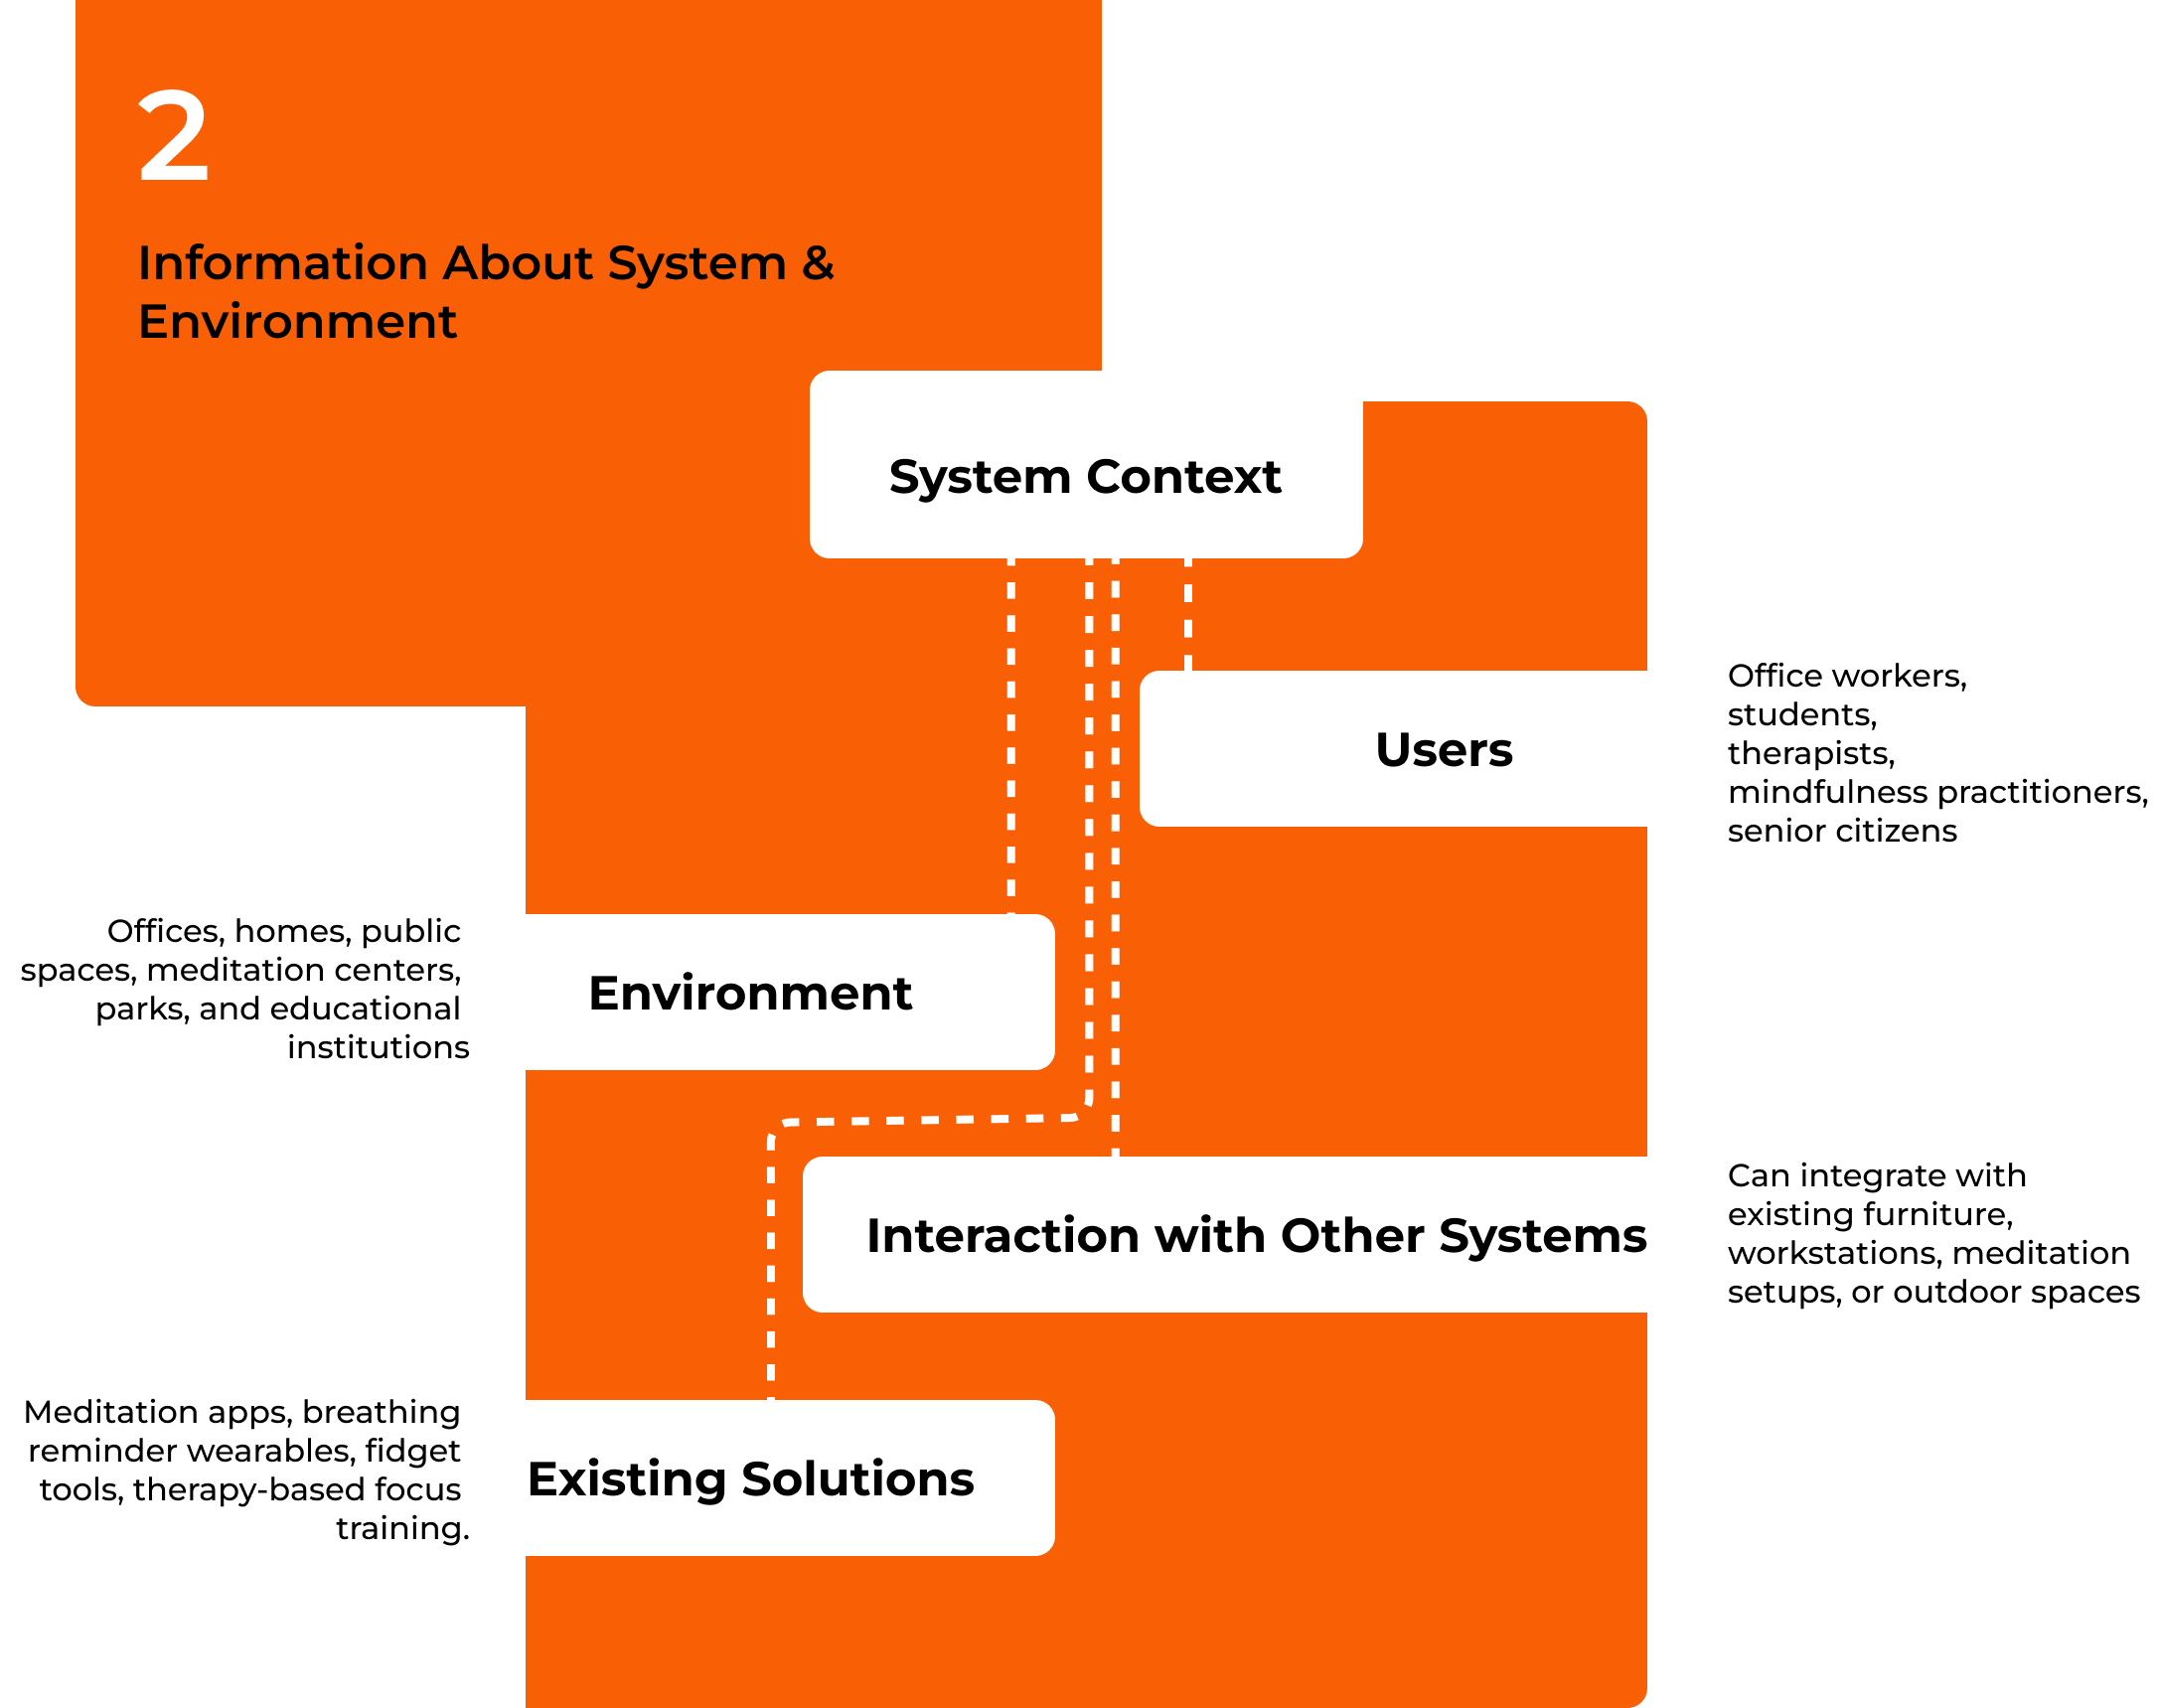 2
Information About System &
Environment
System Context
Users
Office workers,
students,
therapists,
mindfulness practitioners,
senior citizens
Environment
Offices, homes, public
spaces, meditation centers,
parks, and educational
institutions
Interaction with Other Systems
Can integrate with
existing furniture,
workstations, meditation
setups, or outdoor spaces
Existing Solutions
Meditation apps, breathing
reminder wearables, fidget
tools, therapy-based focus
training.